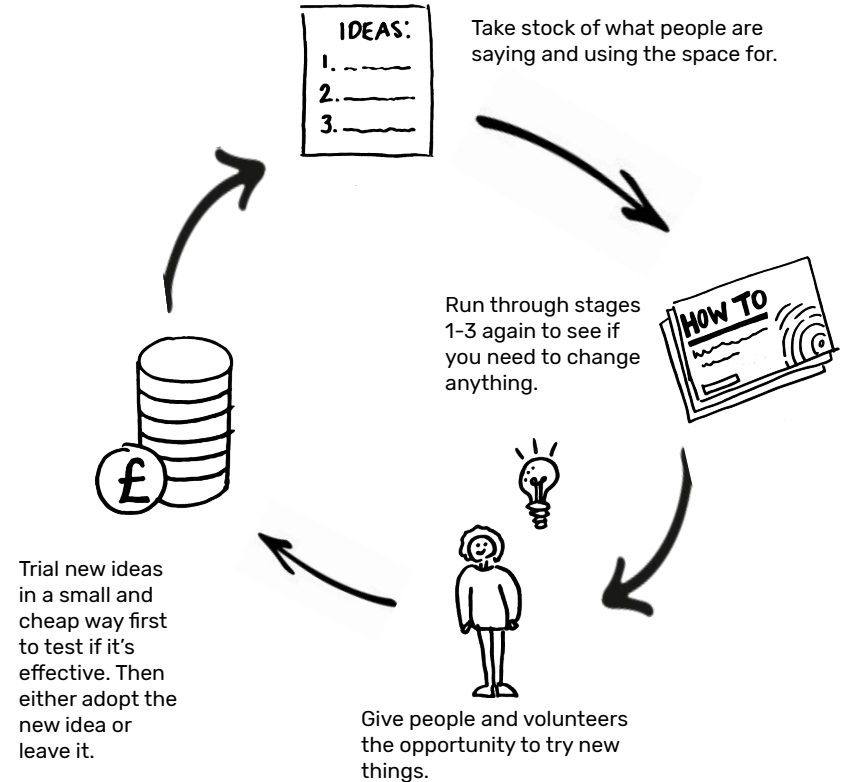 IDEAS:
1.
2.
3.
Take stock of what people are
saying and using the space for.
Run through stages
1-3 again to see if
you need to change
anything.
HOW TO
£
Trial new ideas
in a small and
cheap way first
to test if it's
effective. Then
either adopt the
new idea or
leave it.
Give people and volunteers
the opportunity to try new
things.